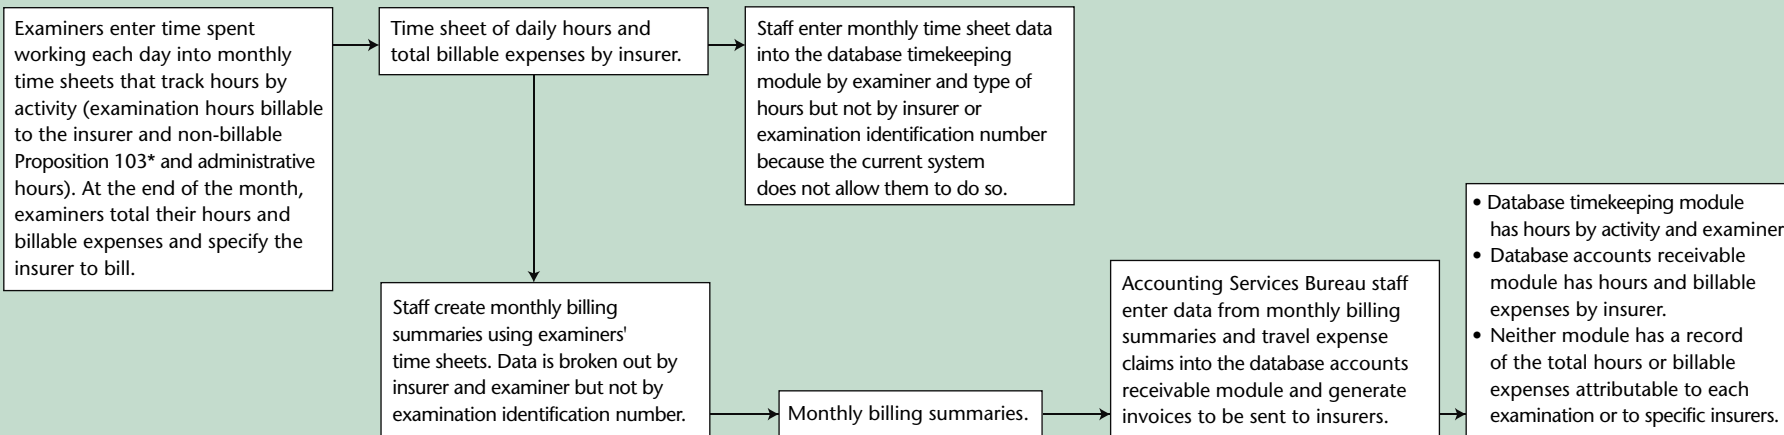 Examiners enter time spent
working each day into monthly
time sheets that track hours by
activity (examination hours billable
to the insurer and non-billable
Proposition 103* and administrative
hours). At the end of the month,
examiners total their hours and
billable expenses and specify the
insurer to bill.
Time sheet of daily hours and
total billable expenses by insurer.
Staff enter monthly time sheet data
into the database timekeeping
module by examiner and type of
hours but not by insurer or
examination identification number
because the current system
does not allow them to do so.
Staff create monthly billing
summaries using examiners'
time sheets. Data is broken out by
insurer and examiner but not by
examination identification number.
Monthly billing summaries.
Accounting Services Bureau staff
enter data from monthly billing
summaries and travel expense
claims into the database accounts
receivable module and generate
invoices to be sent to insurers.
• Database timekeeping module
has hours by activity and examiner
• Database accounts receivable
module has hours and billable
expenses by insurer.
• Neither module has a record
of the total hours or billable
expenses attributable to each
examination or to specific insurers.